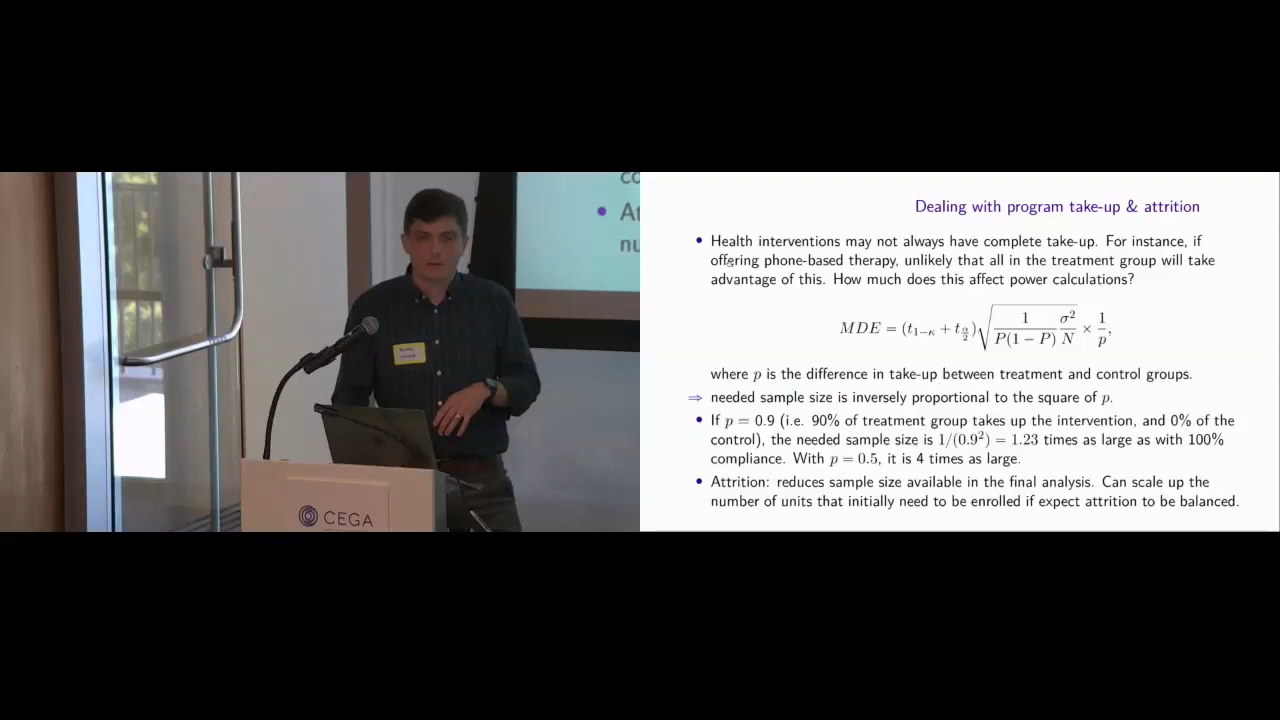 co
At
nu
CEGA
Dealing with program take-up & attrition
• Health interventions may not always have complete take-up. For instance, if
offering phone-based therapy, unlikely that all in the treatment group will take
advantage of this. How much does this affect power calculations?
MDE = (t_{1−κ} + t_{α/2}) √(1/(P(1 − P)) σ²/N) × 1/p,
where p is the difference in take-up between treatment and control groups.
⇒ needed sample size is inversely proportional to the square of p.
• If p = 0.9 (i.e. 90% of treatment group takes up the intervention, and 0% of the
control), the needed sample size is 1/(0.9²) = 1.23 times as large as with 100%
compliance. With p = 0.5, it is 4 times as large.
• Attrition: reduces sample size available in the final analysis. Can scale up the
number of units that initially need to be enrolled if expect attrition to be balanced.